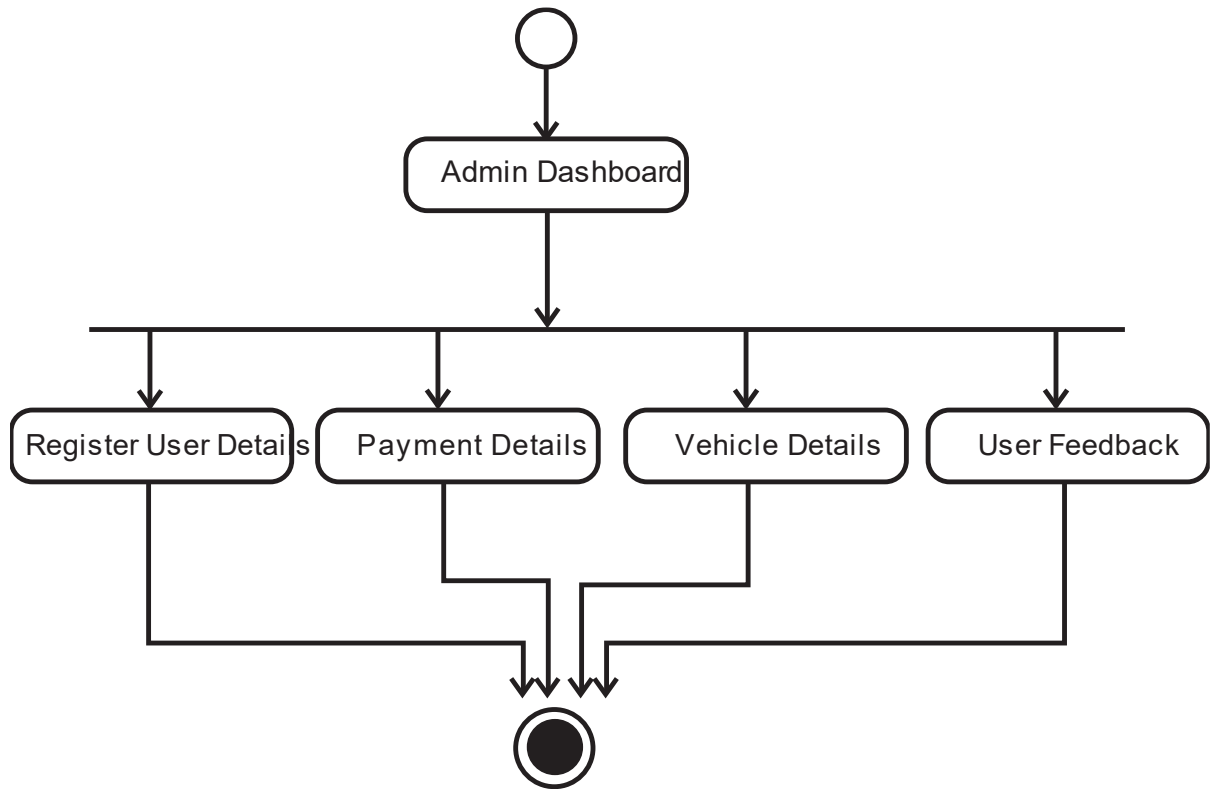 Admin Dashboard
Register User Details
Payment Details
Vehicle Details
User Feedback